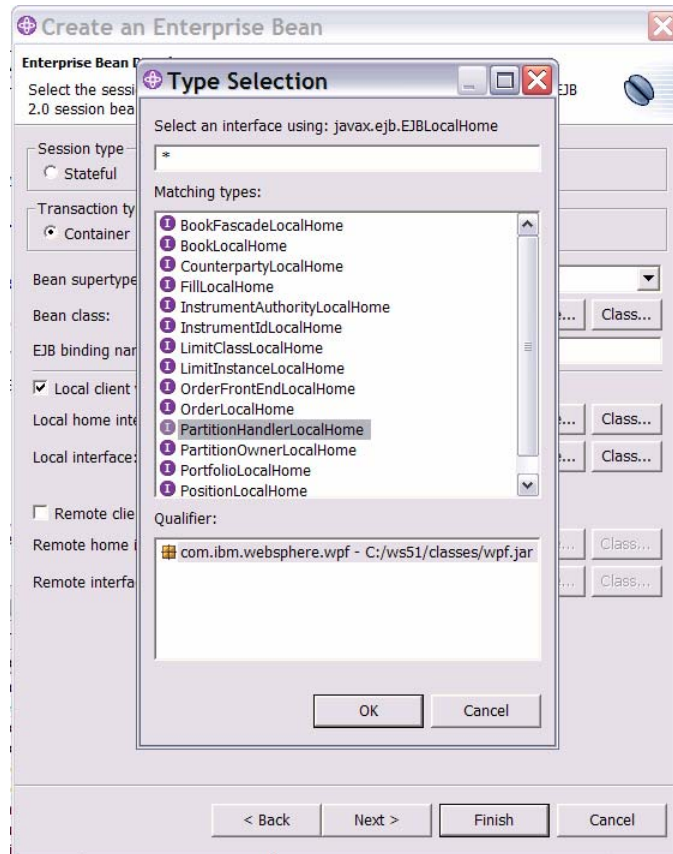 Create an Enterprise Bean
Enterprise Bean
Select the sessi
EJB
2.0 session bea
Session type
Stateful
Transaction ty
Container
Bean supertype
Bean class:
... Class...
EJB binding nar
Local client
Local home inte
... Class...
Local interface:
... Class...
Remote clie
Remote home i
... Class...
Remote interfa
... Class...
< Back
Next >
Finish
Cancel
Type Selection
Select an interface using: javax.ejb.EJBLocalHome
*
Matching types:
BookFascadeLocalHome
BookLocalHome
CounterpartyLocalHome
FillLocalHome
InstrumentAuthorityLocalHome
InstrumentIdLocalHome
LimitClassLocalHome
LimitInstanceLocalHome
OrderFrontEndLocalHome
OrderLocalHome
PartitionHandlerLocalHome
PartitionOwnerLocalHome
PortfolioLocalHome
PositionLocalHome
Qualifier:
com.ibm.websphere.wpf - C:/ws51/classes/wpf.jar
OK
Cancel